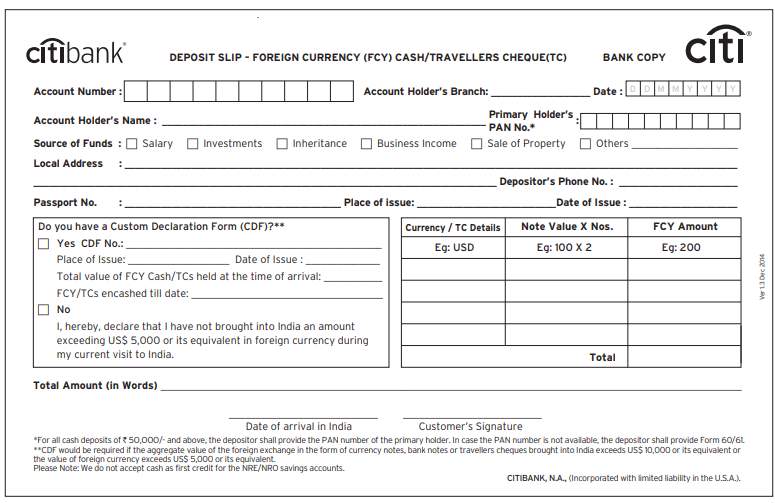 citibank®
DEPOSIT SLIP – FOREIGN CURRENCY (FCY) CASH/TRAVELLERS CHEQUE(TC) BANK COPY citi®
Account Number : Account Holder's Branch: Date : D D M M Y Y Y Y
Account Holder's Name : Primary Holder's PAN No.* :
Source of Funds : Salary Investments Inheritance Business Income Sale of Property Others
Local Address :
Depositor's Phone No. :
Passport No. : Place of issue: Date of Issue :
Do you have a Custom Declaration Form (CDF)?**
Yes CDF No.:
Place of Issue: Date of Issue :
Total value of FCY Cash/TCs held at the time of arrival:
FCY/TCs encashed till date:
No
I, hereby, declare that I have not brought into India an amount
exceeding US$ 5,000 or its equivalent in foreign currency during
my current visit to India.
Currency / TC Details Note Value X Nos. FCY Amount
Eg: USD Eg: 100 X 2 Eg: 200
Total
Ver 1.3 Dec 2014
Total Amount (in Words)
Date of arrival in India Customer's Signature
*For all cash deposits of ₹ 50,000/- and above, the depositor shall provide the PAN number of the primary holder. In case the PAN number is not available, the depositor shall provide Form 60/61.
**CDF would be required if the aggregate value of the foreign exchange in the form of currency notes, bank notes or travellers cheques brought into India exceeds US$ 10,000 or its equivalent or
the value of foreign currency exceeds US$ 5,000 or its equivalent.
Please Note: We do not accept cash as first credit for the NRE/NRO savings accounts.
CITIBANK, N.A., (Incorporated with limited liability in the U.S.A.).